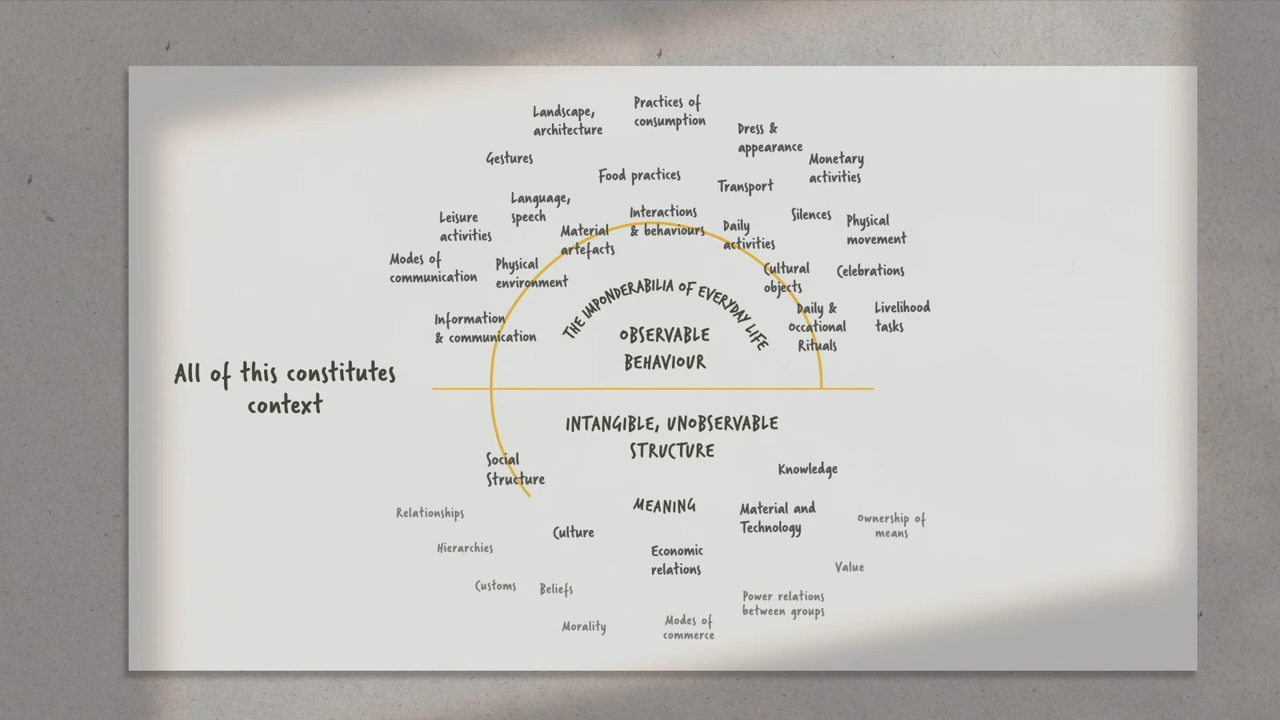 Landscape,
architecture
Practices of
consumption
Dress &
appearance
Gestures
Monetary
activities
Food practices
Transport
Language,
speech
Leisure
activities
Interactions
& behaviours
Silences
Physical
movement
Material
artefacts
Daily
activities
Modes of
communication
Physical
environment
Cultural
objects
Celebrations
Information
& communication
THE IMPONDERABILIA OF EVERYDAY LIFE
Daily &
Occational
Rituals
Livelihood
tasks
OBSERVABLE
BEHAVIOUR
All of this constitutes
context
INTANGIBLE, UNOBSERVABLE
STRUCTURE
Social
Structure
Knowledge
MEANING
Relationships
Culture
Material and
Technology
Ownership of
means
Hierarchies
Economic
relations
Value
Customs
Beliefs
Power relations
between groups
Morality
Modes of
commerce